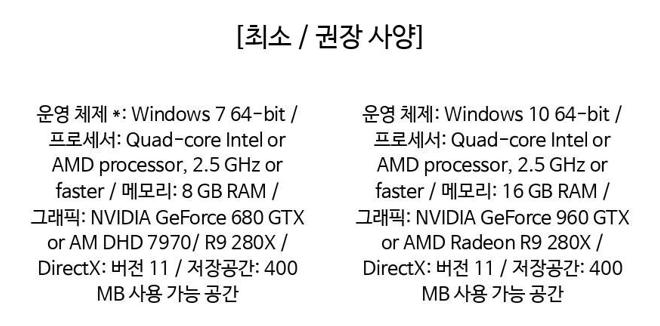 [최소 / 권장 사양]
운영 체제 *: Windows 7 64-bit /
프로세서: Quad-core Intel or
AMD processor, 2.5 GHz or
faster / 메모리: 8 GB RAM /
그래픽: NVIDIA GeForce 680 GTX
or AM DHD 7970/ R9 280X /
DirectX: 버전 11 / 저장공간: 400
MB 사용 가능 공간
운영 체제: Windows 10 64-bit /
프로세서: Quad-core Intel or
AMD processor, 2.5 GHz or
faster / 메모리: 16 GB RAM /
그래픽: NVIDIA GeForce 960 GTX
or AMD Radeon R9 280X /
DirectX: 버전 11 / 저장공간: 400
MB 사용 가능 공간